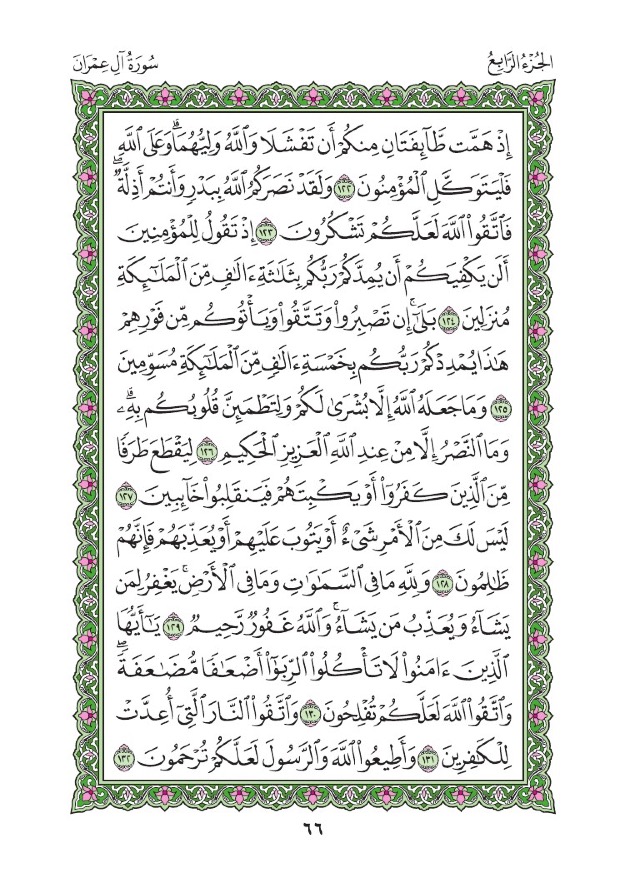 الجُزْءُ الرَّابِعُ
سُورَةُ آلِ عِمْرَانَ
إِذْ هَمَّت طَّآئِفَتَانِ مِنكُمْ أَن تَفْشَلَا وَٱللَّهُ وَلِيُّهُمَاۗ وَعَلَى ٱللَّهِ
فَلْيَتَوَكَّلِ ٱلْمُؤْمِنُونَ ١٢٢ وَلَقَدْ نَصَرَكُمُ ٱللَّهُ بِبَدْرٍ وَأَنتُمْ أَذِلَّةٌۖ
فَٱتَّقُوا۟ ٱللَّهَ لَعَلَّكُمْ تَشْكُرُونَ ١٢٣ إِذْ تَقُولُ لِلْمُؤْمِنِينَ
أَلَن يَكْفِيَكُمْ أَن يُمِدَّكُمْ رَبُّكُم بِثَلَٰثَةِ ءَالَٰفٍ مِّنَ ٱلْمَلَٰٓئِكَةِ
مُنزَلِينَ ١٢٤ بَلَىٰٓۚ إِن تَصْبِرُوا۟ وَتَتَّقُوا۟ وَيَأْتُوكُم مِّن فَوْرِهِمْ
هَٰذَا يُمْدِدْكُمْ رَبُّكُم بِخَمْسَةِ ءَالَٰفٍ مِّنَ ٱلْمَلَٰٓئِكَةِ مُسَوِّمِينَ
١٢٥ وَمَا جَعَلَهُ ٱللَّهُ إِلَّا بُشْرَىٰ لَكُمْ وَلِتَطْمَئِنَّ قُلُوبُكُم بِهِۦۗ
وَمَا ٱلنَّصْرُ إِلَّا مِنْ عِندِ ٱللَّهِ ٱلْعَزِيزِ ٱلْحَكِيمِ ١٢٦ لِيَقْطَعَ طَرَفًا
مِّنَ ٱلَّذِينَ كَفَرُوٓا۟ أَوْ يَكْبِتَهُمْ فَيَنقَلِبُوا۟ خَآئِبِينَ ١٢٧
لَيْسَ لَكَ مِنَ ٱلْأَمْرِ شَىْءٌ أَوْ يَتُوبَ عَلَيْهِمْ أَوْ يُعَذِّبَهُمْ فَإِنَّهُمْ
ظَٰلِمُونَ ١٢٨ وَلِلَّهِ مَا فِى ٱلسَّمَٰوَٰتِ وَمَا فِى ٱلْأَرْضِۚ يَغْفِرُ لِمَن
يَشَآءُ وَيُعَذِّبُ مَن يَشَآءُۚ وَٱللَّهُ غَفُورٌ رَّحِيمٌ ١٢٩ يَٰٓأَيُّهَا
ٱلَّذِينَ ءَامَنُوا۟ لَا تَأْكُلُوا۟ ٱلرِّبَوٰٓا۟ أَضْعَٰفًا مُّضَٰعَفَةًۖ
وَٱتَّقُوا۟ ٱللَّهَ لَعَلَّكُمْ تُفْلِحُونَ ١٣٠ وَٱتَّقُوا۟ ٱلنَّارَ ٱلَّتِىٓ أُعِدَّتْ
لِلْكَٰفِرِينَ ١٣١ وَأَطِيعُوا۟ ٱللَّهَ وَٱلرَّسُولَ لَعَلَّكُمْ تُرْحَمُونَ ١٣٢
٦٦